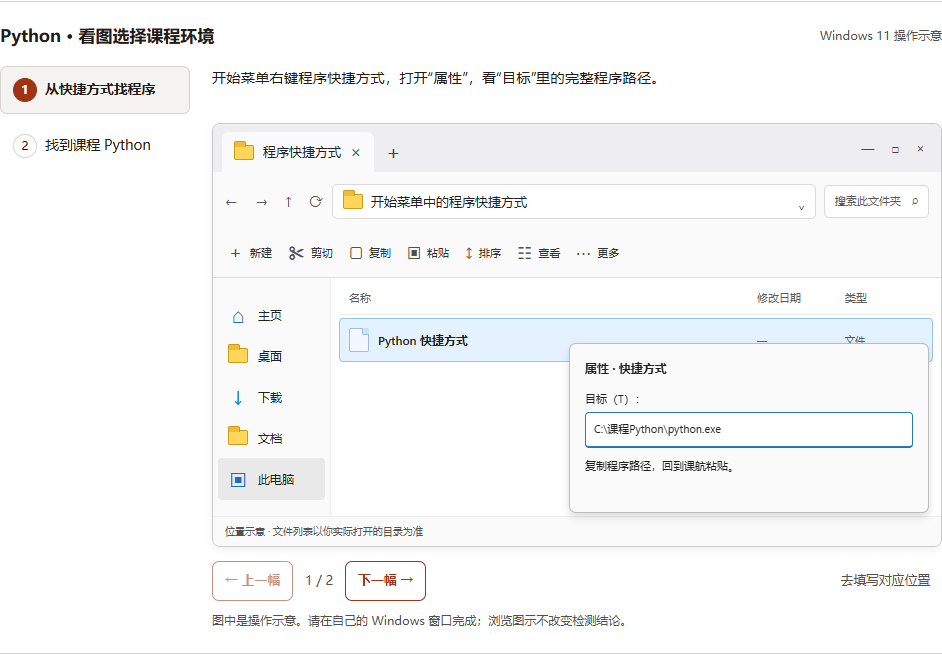 Python • 看图选择课程环境
Windows 11 操作示意
1 从快捷方式找程序
2 找到课程 Python
开始菜单右键程序快捷方式，打开“属性”，看“目标”里的完整程序路径。
程序快捷方式 × +
← → ↑ 开始菜单中的程序快捷方式 搜索此文件夹
+ 新建 剪切 复制 粘贴 排序 查看 ··· 更多
名称 修改日期 类型
主页
桌面
下载
文档
此电脑
Python 快捷方式 — 文件
属性 · 快捷方式
目标（T）：
C:\课程Python\python.exe
复制程序路径，回到课航粘贴。
位置示意 · 文件列表以你实际打开的目录为准
← 上一幅 1 / 2 下一幅 →
去填写对应位置
图中是操作示意。请在自己的 Windows 窗口完成；浏览图示不改变检测结论。